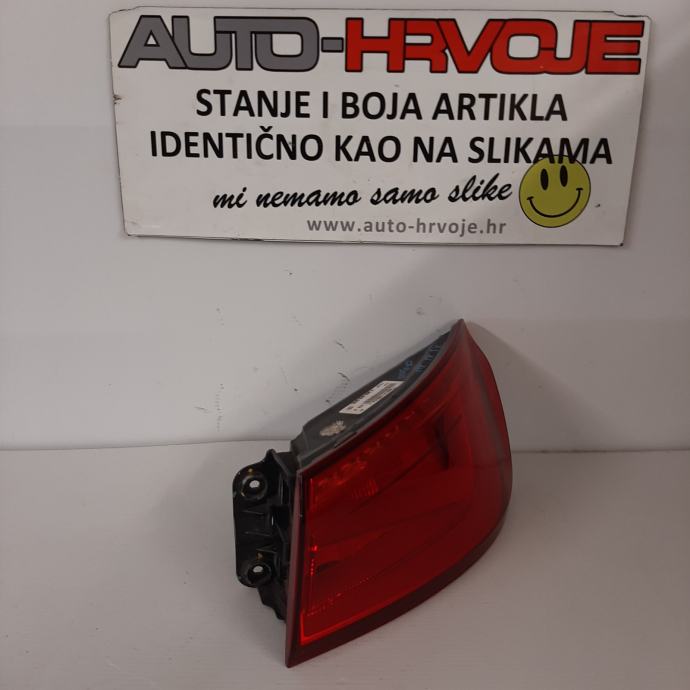 AUTO-HRVOJE
STANJE I BOJA ARTIKLA
IDENTIČNO KAO NA SLIKAMA
mi nemamo samo slike
www.auto-hrvoje.hr